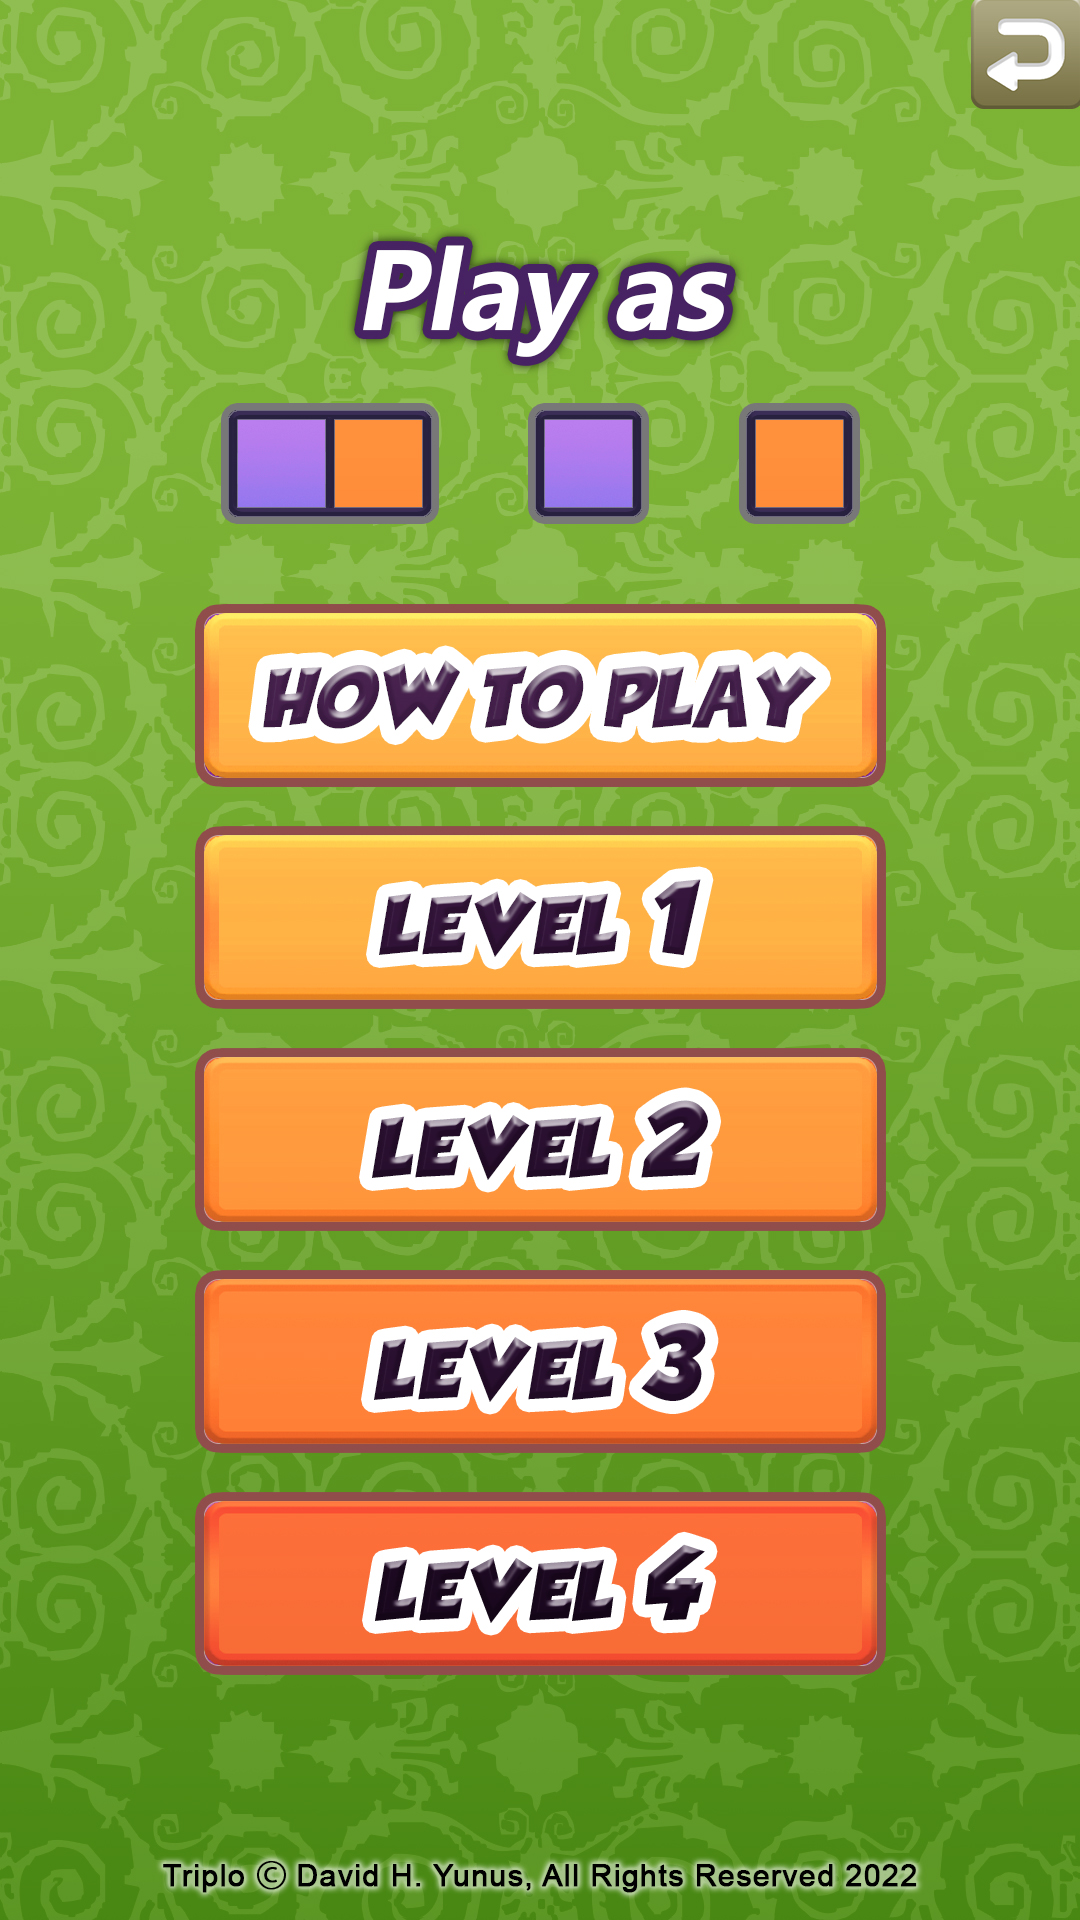 Play as
HOW TO PLAY
LEVEL 1
LEVEL 2
LEVEL 3
LEVEL 4
Triplo © David H. Yunus, All Rights Reserved 2022